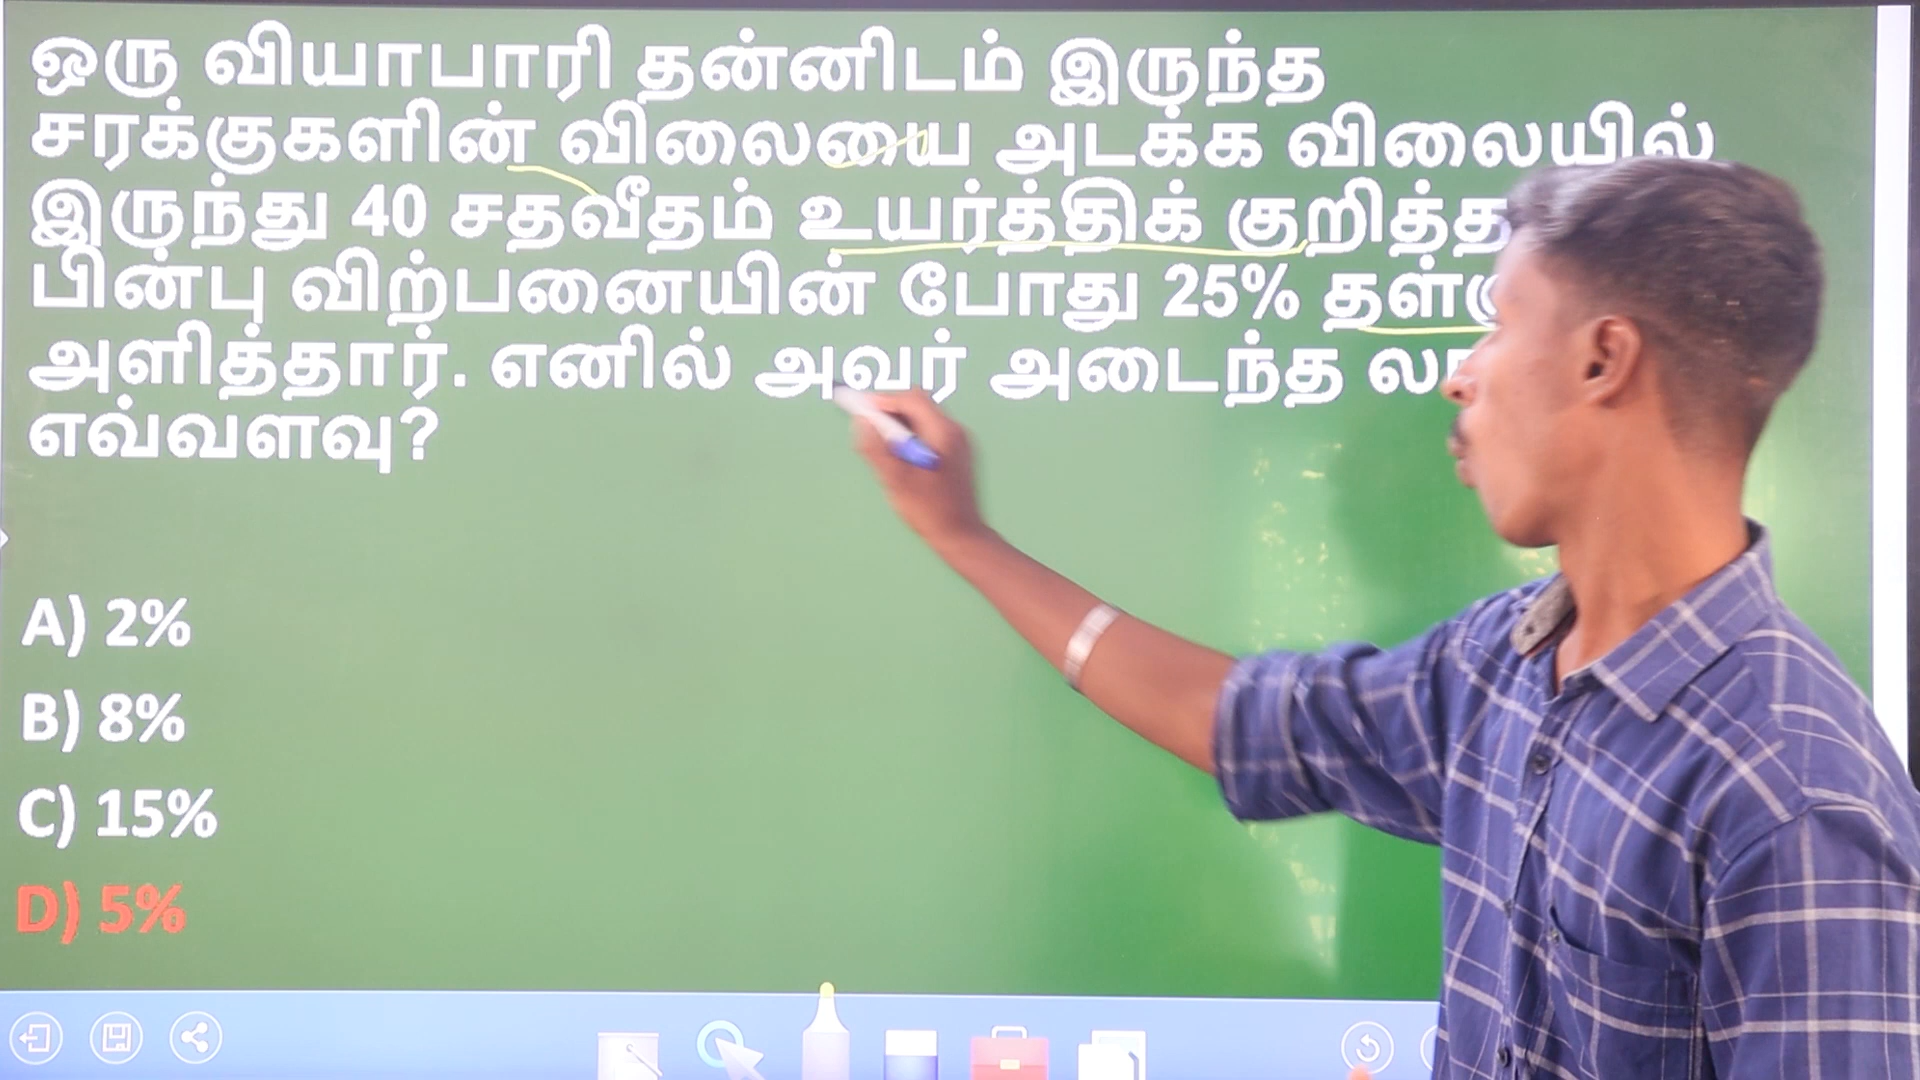 ஒரு வியாபாரி தன்னிடம் இருந்த
சரக்குகளின் விலையை அடக்க விலையில்
இருந்து 40 சதவீதம் உயர்த்திக்
பின்பு விற்பனையின் போது 25%
அளித்தார். எனில் அவர் அடைந்த
எவ்வளவு?
A) 2%
B) 8%
C) 15%
D) 5%